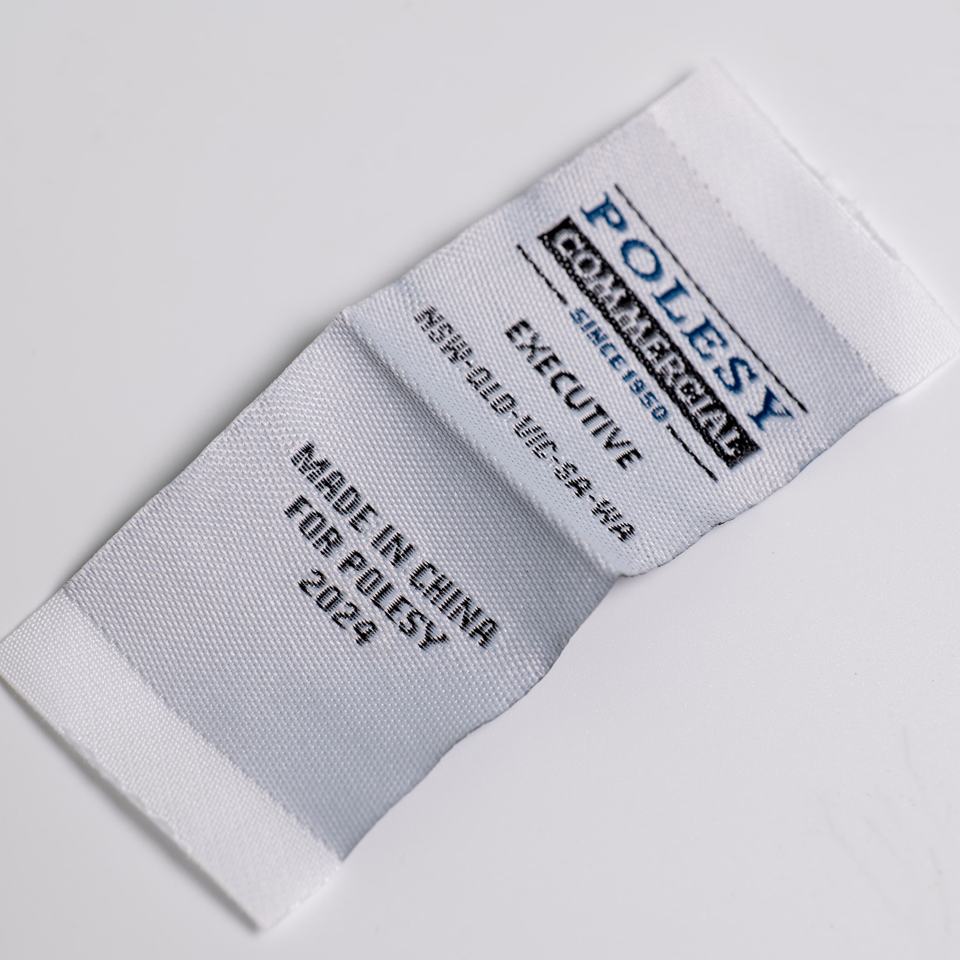 POLESY
COMMERCIAL
SINCE 1950
EXECUTIVE
NSW-QLD-VIC-SA-WA
MADE IN CHINA
FOR POLESY
2024